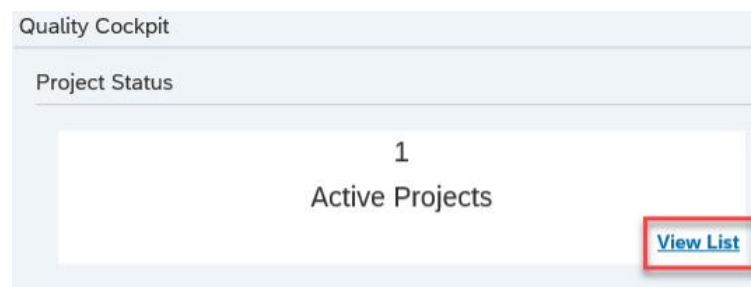 Quality Cockpit
Project Status
1
Active Projects
View List